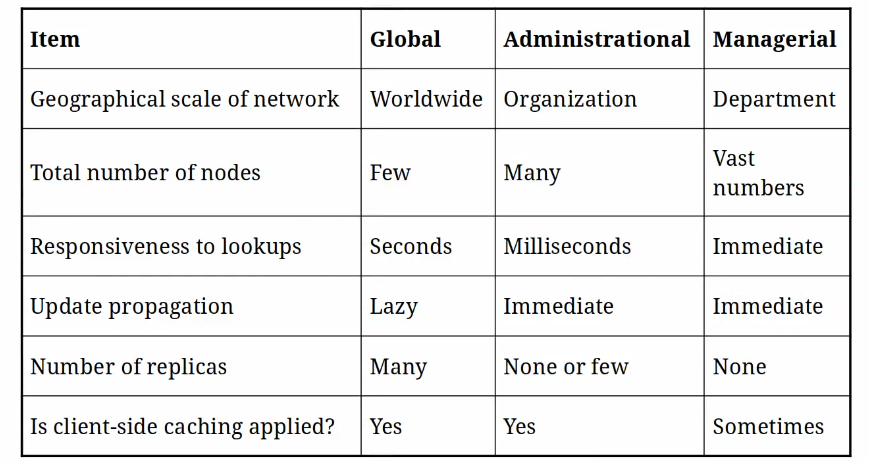 Item Global Administrational Managerial
Geographical scale of network Worldwide Organization Department
Total number of nodes Few Many Vast numbers
Responsiveness to lookups Seconds Milliseconds Immediate
Update propagation Lazy Immediate Immediate
Number of replicas Many None or few None
Is client-side caching applied? Yes Yes Sometimes